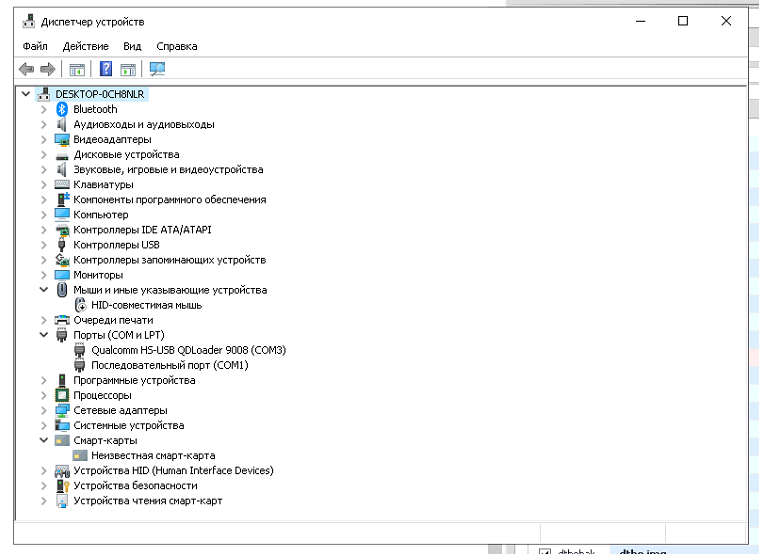 Диспетчер устройств
Файл Действие Вид Справка
DESKTOP-0CH8NLR
Bluetooth
Аудиовходы и аудиовыходы
Видеоадаптеры
Дисковые устройства
Звуковые, игровые и видеоустройства
Клавиатуры
Компоненты программного обеспечения
Компьютер
Контроллеры IDE ATA/ATAPI
Контроллеры USB
Контроллеры запоминающих устройств
Мониторы
Мыши и иные указывающие устройства
HID-совместимая мышь
Очереди печати
Порты (COM и LPT)
Qualcomm HS-USB QDLoader 9008 (COM3)
Последовательный порт (COM1)
Программные устройства
Процессоры
Сетевые адаптеры
Системные устройства
Смарт-карты
Неизвестная смарт-карта
Устройства HID (Human Interface Devices)
Устройства безопасности
Устройства чтения смарт-карт